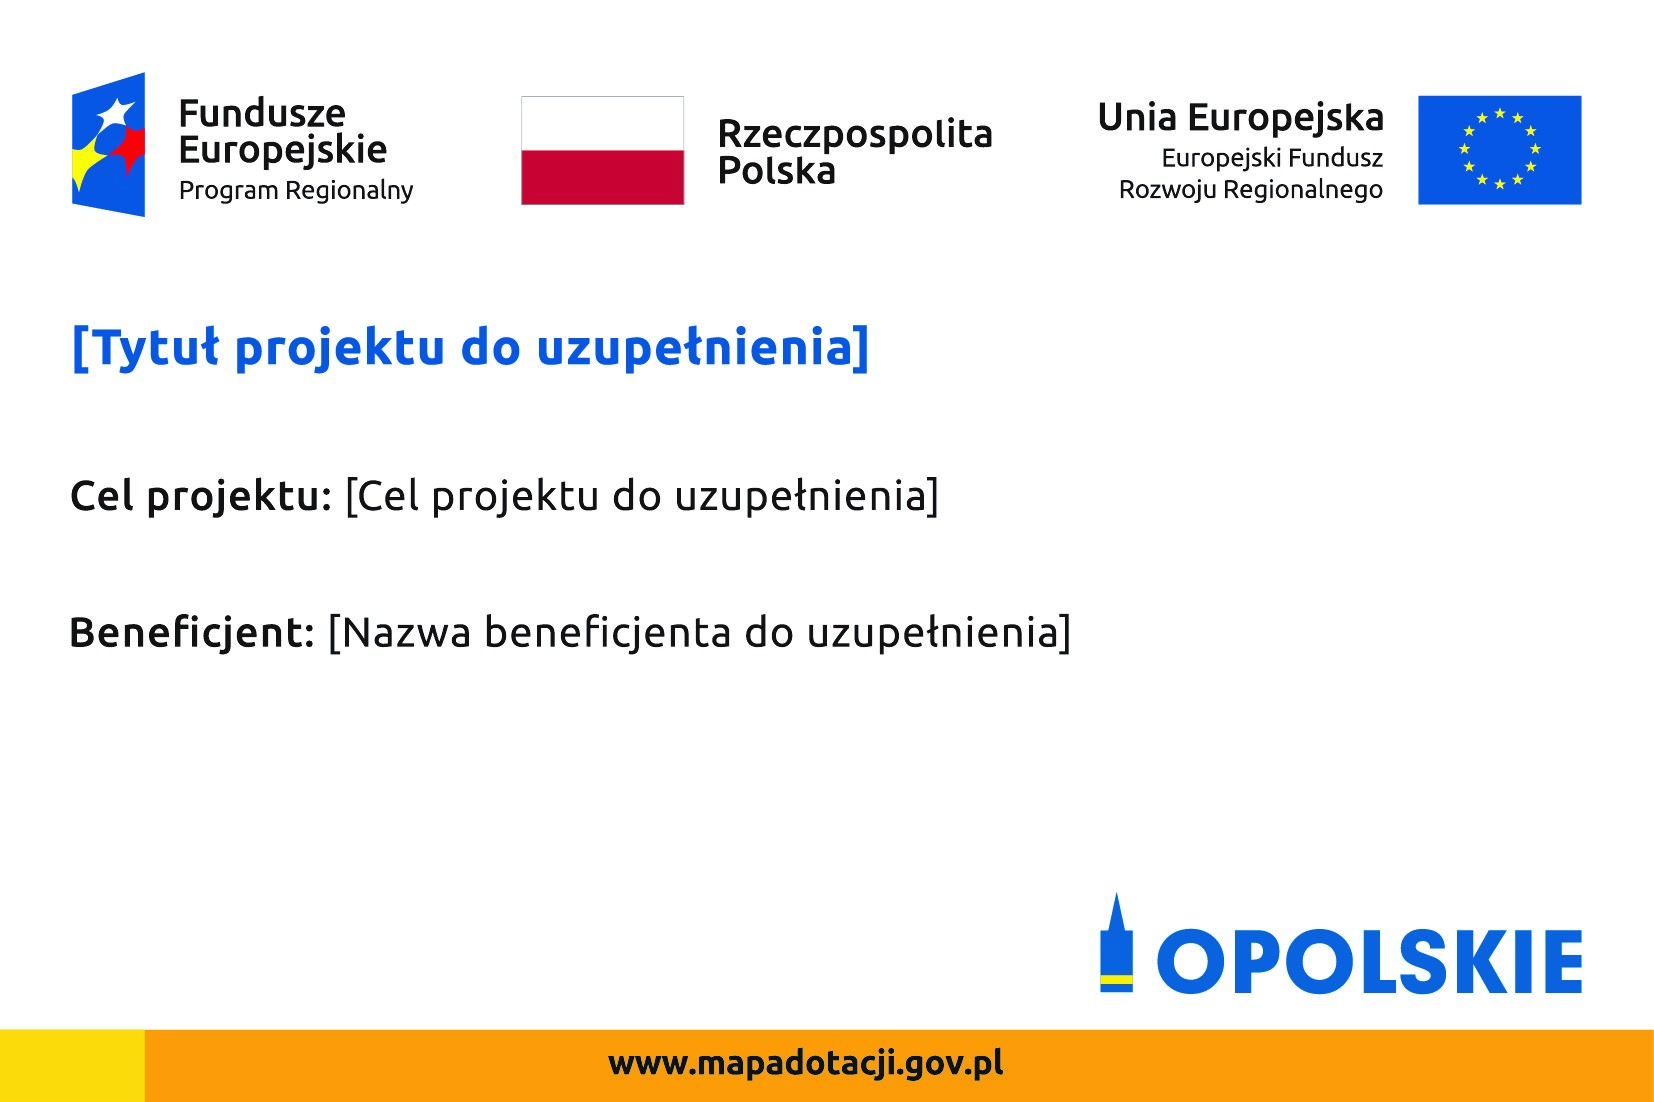 Fundusze
Europejskie
Program Regionalny
Rzeczpospolita
Polska
Unia Europejska
Europejski Fundusz
Rozwoju Regionalnego
[Tytuł projektu do uzupełnienia]
Cel projektu: [Cel projektu do uzupełnienia]
Beneficjent: [Nazwa beneficjenta do uzupełnienia]
OPOLSKIE
www.mapadotacji.gov.pl